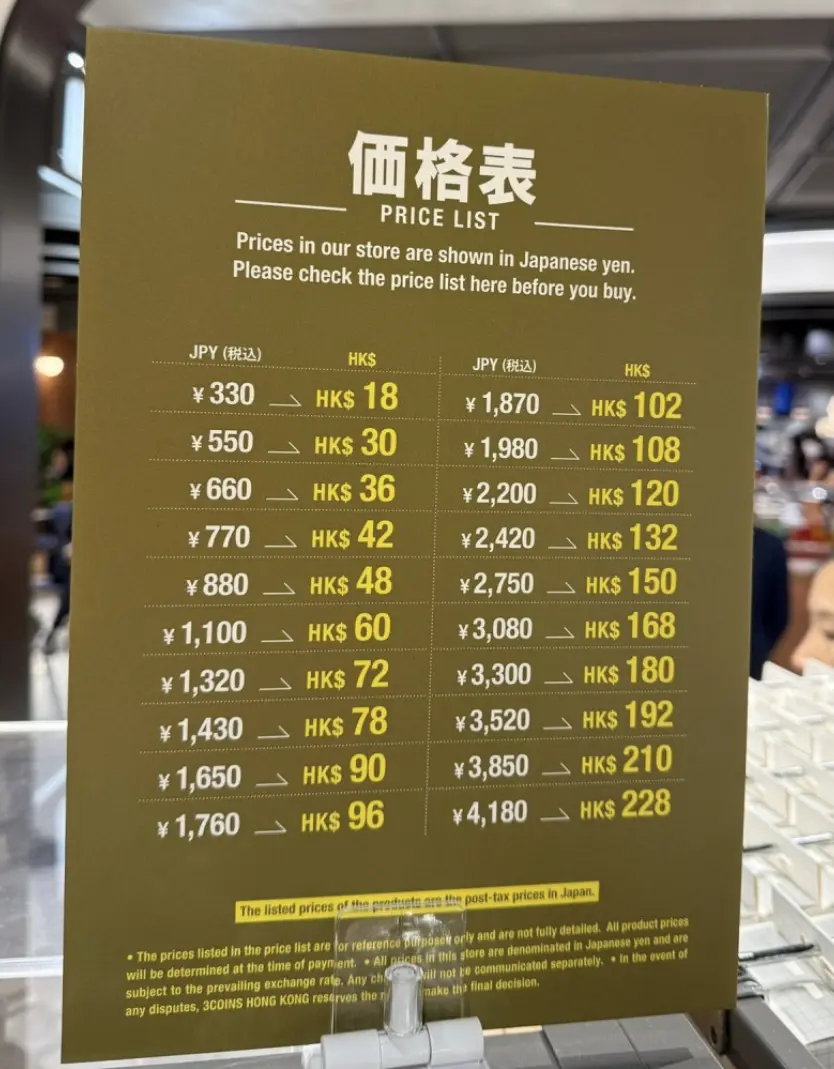 価格表
PRICE LIST
Prices in our store are shown in Japanese yen.
Please check the price list here before you buy.
JPY (税込) HK$
¥330 HK$ 18
¥550 HK$ 30
¥660 HK$ 36
¥770 HK$ 42
¥880 HK$ 48
¥1,100 HK$ 60
¥1,320 HK$ 72
¥1,430 HK$ 78
¥1,650 HK$ 90
¥1,760 HK$ 96
JPY (税込) HK$
¥1,870 HK$ 102
¥1,980 HK$ 108
¥2,200 HK$ 120
¥2,420 HK$ 132
¥2,750 HK$ 150
¥3,080 HK$ 168
¥3,300 HK$ 180
¥3,520 HK$ 192
¥3,850 HK$ 210
¥4,180 HK$ 228
The listed prices of the products are the post-tax prices in Japan.
• The prices listed in the price list are for reference purposes only and are not fully detailed. All product prices
will be determined at the time of payment. • All prices in this store are denominated in Japanese yen and are
subject to the prevailing exchange rate. Any will not be communicated separately. • In the event of
any disputes, 3COINS HONG KONG reserves the make the final decision.